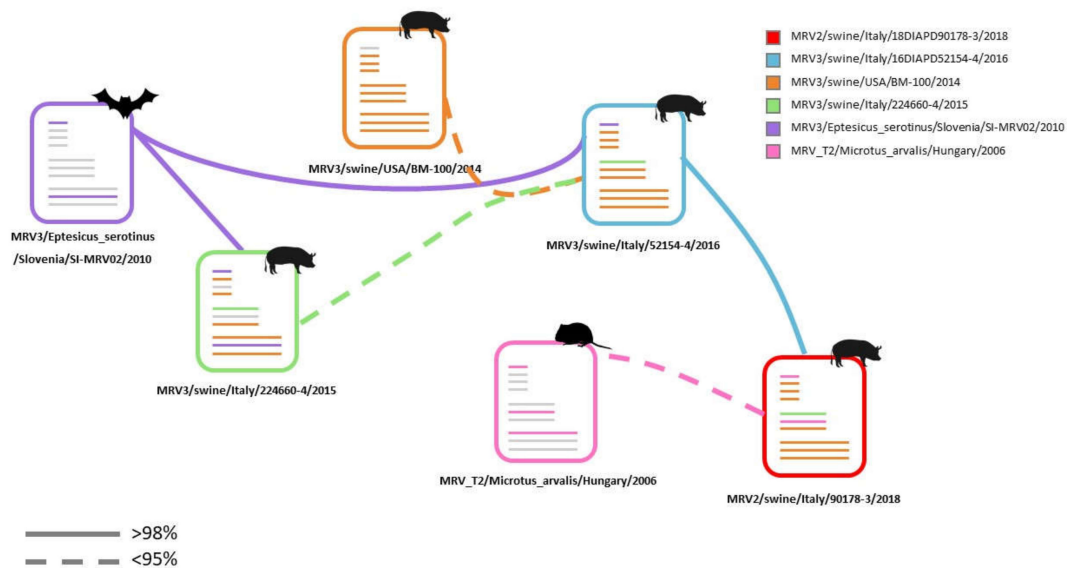 MRV2/swine/Italy/18DIAPD90178-3/2018
MRV3/swine/Italy/16DIAPD52154-4/2016
MRV3/swine/USA/BM-100/2014
MRV3/swine/Italy/224660-4/2015
MRV3/Eptesicus_serotinus/Slovenia/SI-MRV02/2010
MRV_T2/Microtus_arvalis/Hungary/2006
MRV3/swine/USA/BM-100/2014
MRV3/Eptesicus_serotinus
/Slovenia/SI-MRV02/2010
MRV3/swine/Italy/52154-4/2016
MRV3/swine/Italy/224660-4/2015
MRV_T2/Microtus_arvalis/Hungary/2006
MRV2/swine/Italy/90178-3/2018
>98%
<95%